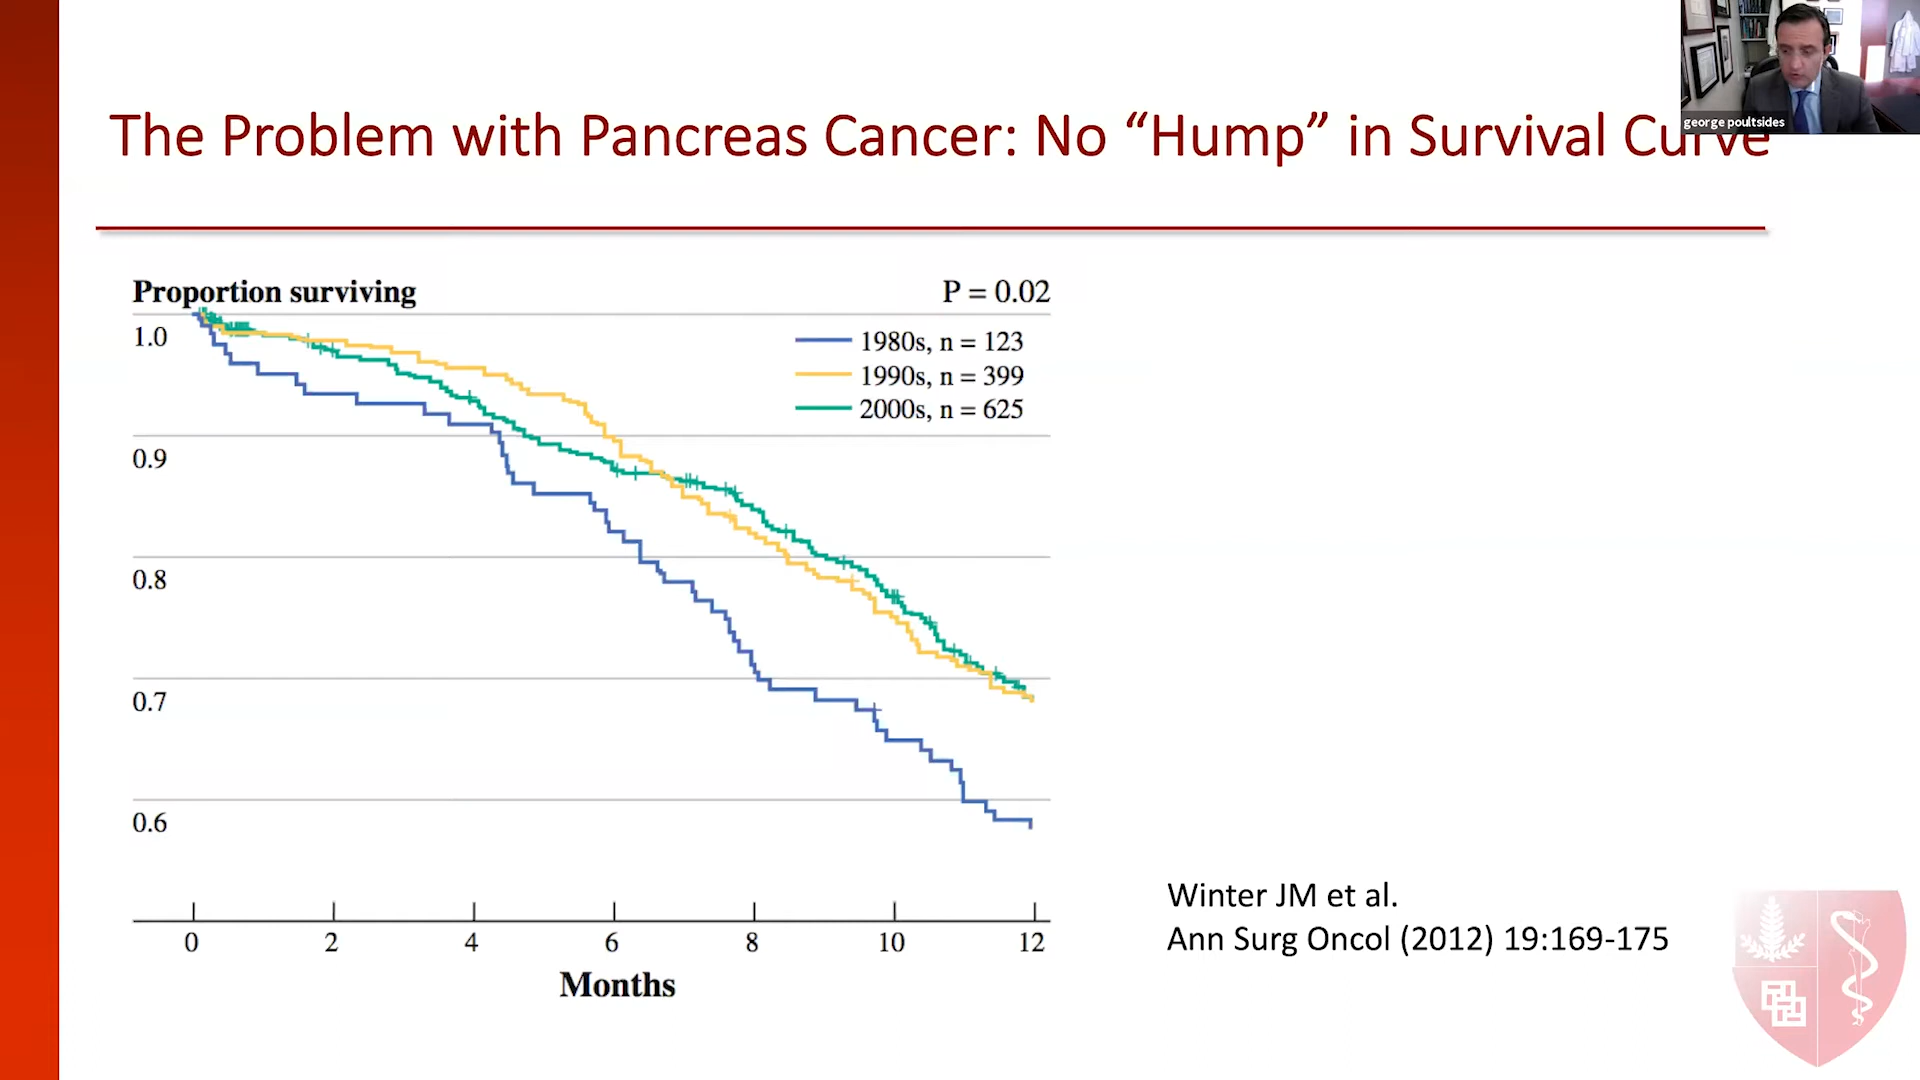 george poultsides
The Problem with Pancreas Cancer: No “Hump” in Survival Curve
Proportion surviving
P = 0.02
1.0
0.9
0.8
0.7
0.6
1980s, n = 123
1990s, n = 399
2000s, n = 625
0 2 4 6 8 10 12
Months
Winter JM et al.
Ann Surg Oncol (2012) 19:169-175